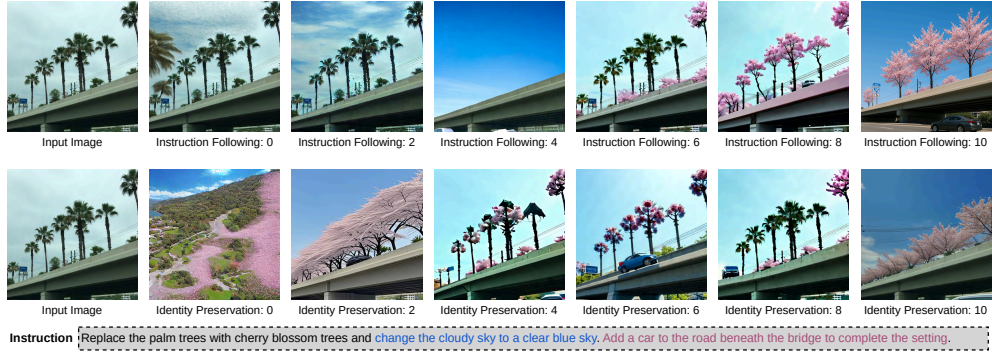 Input Image Instruction Following: 0 Instruction Following: 2 Instruction Following: 4 Instruction Following: 6 Instruction Following: 8 Instruction Following: 10
Input Image Identity Preservation: 0 Identity Preservation: 2 Identity Preservation: 4 Identity Preservation: 6 Identity Preservation: 8 Identity Preservation: 10
Instruction Replace the palm trees with cherry blossom trees and change the cloudy sky to a clear blue sky. Add a car to the road beneath the bridge to complete the setting.